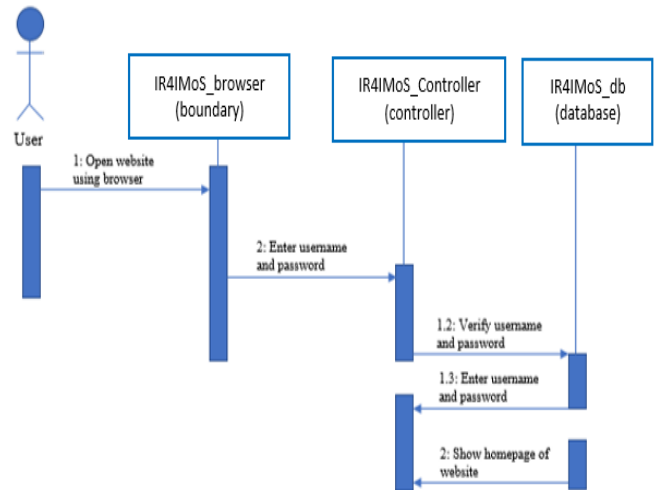 User
IR4IMoS_browser
(boundary)
IR4IMoS_Controller
(controller)
IR4IMoS_db
(database)
1: Open website
using browser
2: Enter username
and password
1.2: Verify username
and password
1.3: Enter username
and password
2: Show homepage of
website